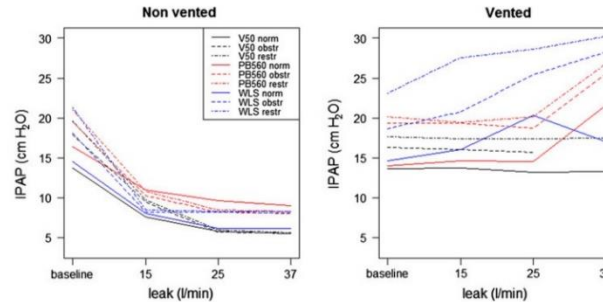 Non vented
Vented
IPAP (cm H₂O)
30
25
20
15
10
5
V50 norm
V50 obstr
V50 restr
PB560 norm
PB560 obstr
PB560 restr
WLS norm
WLS obstr
WLS restr
baseline 15 25 37
leak (l/min)
IPAP (cm H₂O)
30
25
20
15
10
5
baseline 15 25
leak (l/min)